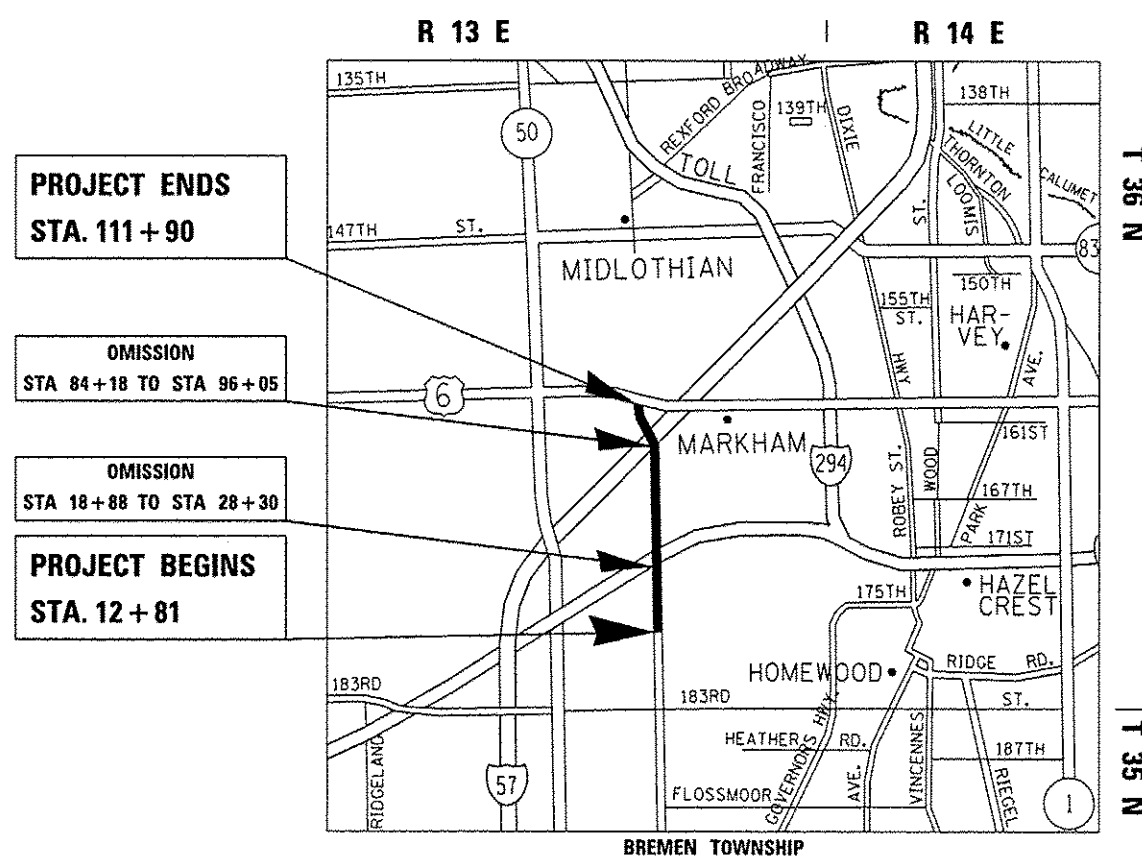 R 13 E | R 14 E
T 36 N
T 35 N
PROJECT ENDS
STA. 111+90
OMISSION
STA 84+18 TO STA 96+05
OMISSION
STA 18+88 TO STA 28+30
PROJECT BEGINS
STA. 12+81
135TH
50
REXFORD BROADWAY
FRANCISCO
139TH
DIXIE
138TH
LITTLE
CALUMET
THORNTON
LOOMIS
TOLL
ST.
147TH ST.
MIDLOTHIAN
83
150TH
155TH
ST.
HAR-
VEY
HWY
AVE.
6
MARKHAM
294
161ST
ROBEY ST.
WOOD
167TH
PARK
171ST
175TH
HAZEL
CREST
HOMEWOOD
RIDGE RD.
183RD
183RD
ST.
HEATHER RD.
GOVERNORS HWY.
AVE.
VINCENNES
187TH
RIEGEL
RIDGELAND
57
FLOSSMOOR
1
BREMEN TOWNSHIP